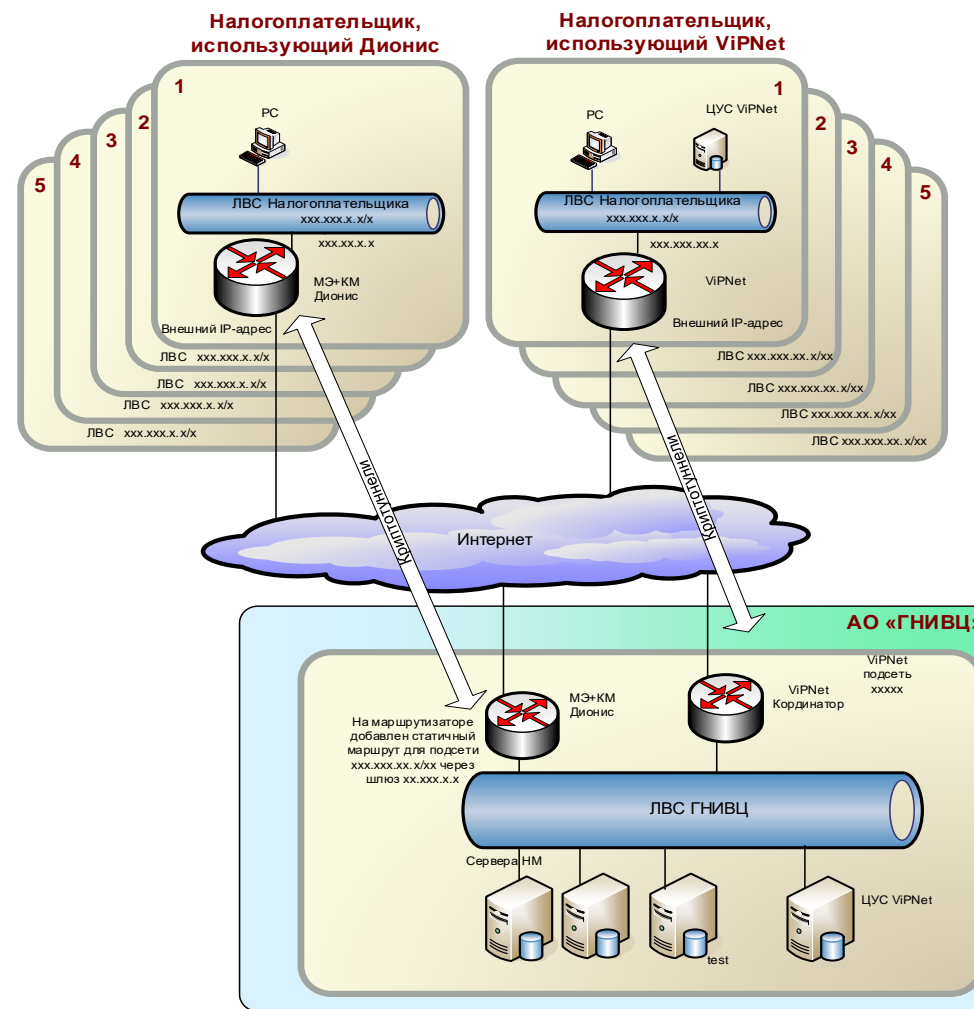 Налогоплательщик,
использующий Дионис
1
2
3
4
5
РС
ЛВС Налогоплательщика
xxx.xxx.x.x/x
xxx.xx.x.x
МЭ+КМ
Дионис
Внешний IP-адрес
ЛВС xxx.xxx.x.x/x
ЛВС xxx.xxx.x.x/x
ЛВС xxx.xxx.x.x/x
ЛВС xxx.xxx.x.x/x
Налогоплательщик,
использующий ViPNet
1
2
3
4
5
РС
ЦУС ViPNet
ЛВС Налогоплательщика
xxx.xxx.x.x/x
xxx.xxx.xx.x
ViPNet
Внешний IP-адрес
ЛВС xxx.xxx.xx.x/xx
ЛВС xxx.xxx.xx.x/xx
ЛВС xxx.xxx.xx.x/xx
ЛВС xxx.xxx.xx.x/xx
Криптотуннели
Криптотуннели
Интернет
АО «ГНИВЦ»
ViPNet
подсеть
xxxxx
МЭ+КМ
Дионис
ViPNet
Кординатор
На маршрутизаторе
добавлен статичный
маршрут для подсети
xxx.xxx.xx.x/xx через
шлюз xx.xxx.x.x
ЛВС ГНИВЦ
Сервера НМ
test
ЦУС ViPNet